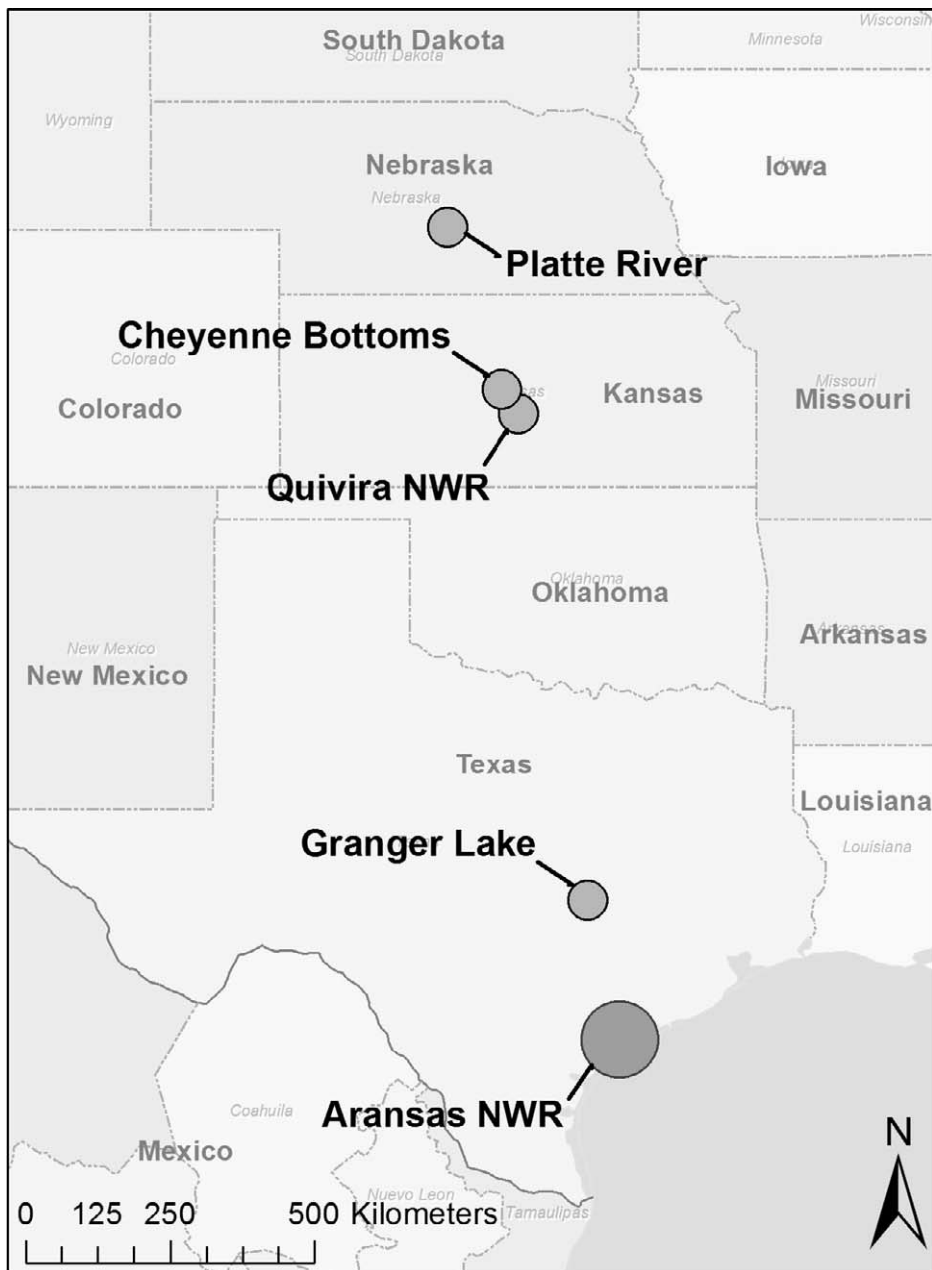 Wisconsin
South Dakota
South Dakota
Minnesota
Wyoming
Nebraska
Nebraska
Iowa
Platte River
Cheyenne Bottoms
Colorado
Colorado
Kansas
Missouri
Missouri
Quivira NWR
Oklahoma
Oklahoma
Arkansas
Arkansas
New Mexico
New Mexico
Texas
Louisiana
Louisiana
Granger Lake
Aransas NWR
Coahuila
Mexico
Nuevo Leon
Tamaulipas
N
0 125 250 500 Kilometers